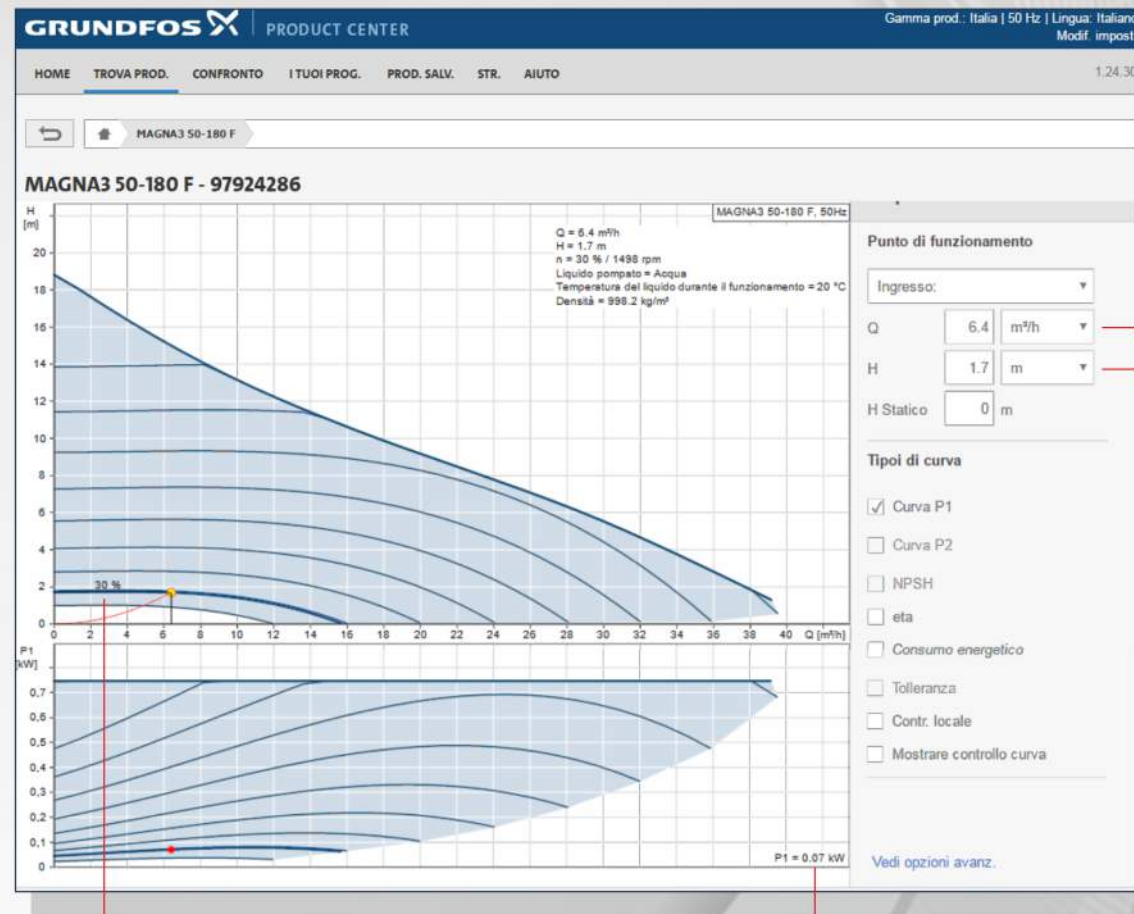 GRUNDFOS PRODUCT CENTER
Gamma prod.: Italia | 50 Hz | Lingua: Italiano
Modif. impost
HOME TROVA PROD. CONFRONTO I TUOI PROG. PROD. SALV. STR. AIUTO
1.24.30
MAGNA3 50-180 F
MAGNA3 50-180 F - 97924286
H
[m]
MAGNA3 50-180 F, 50Hz
Q = 6.4 m³/h
H = 1.7 m
n = 30 % / 1498 rpm
Liquido pompato = Acqua
Temperatura del liquido durante il funzionamento = 20 °C
Densità = 998.2 kg/m³
20
18
16
14
12
10
8
6
4
2
0
30 %
0 2 4 6 8 10 12 14 16 18 20 22 24 26 28 30 32 34 36 38 40 Q [m³/h]
P1
[kW]
0,7
0,6
0,5
0,4
0,3
0,2
0,1
0
P1 = 0.07 kW
Punto di funzionamento
Ingresso:
Q 6.4 m³/h
H 1.7 m
H Statico 0 m
Tipoi di curva
Curva P1
Curva P2
NPSH
eta
Consumo energetico
Tolleranza
Contr. locale
Mostrare controllo curva
Vedi opzioni avanz.